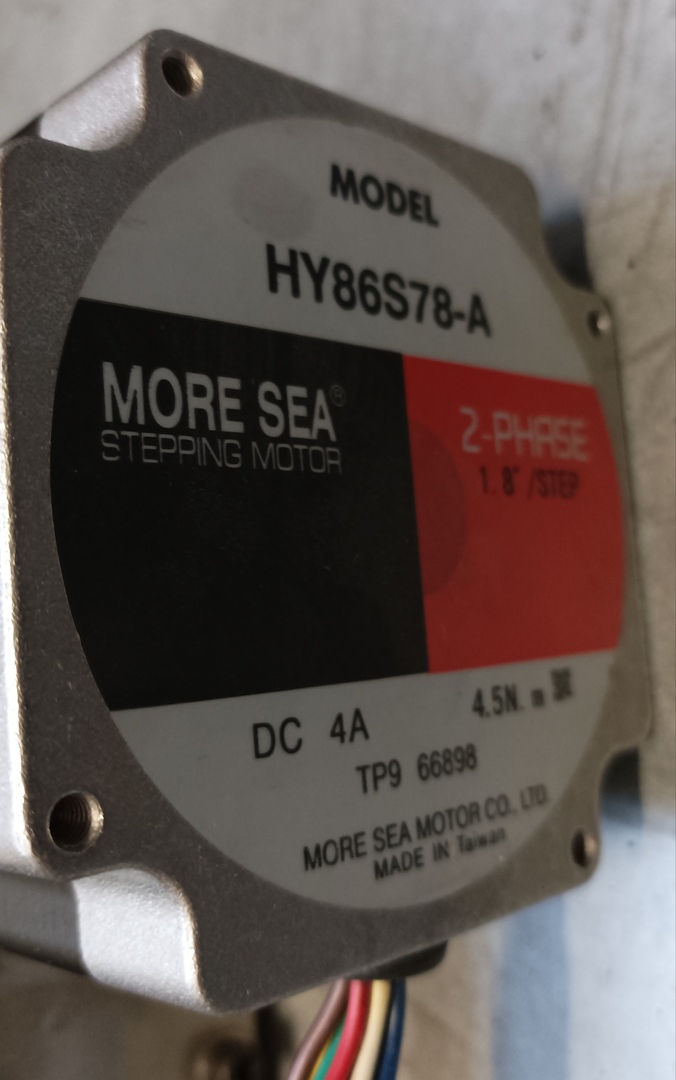 MODEL
HY86S78-A
MORE SEA®
STEPPING MOTOR
2-PHASE
1.8°/STEP
DC 4A
4.5N.m
TP9 66898
MORE SEA MOTOR CO., LTD.
MADE IN Taiwan